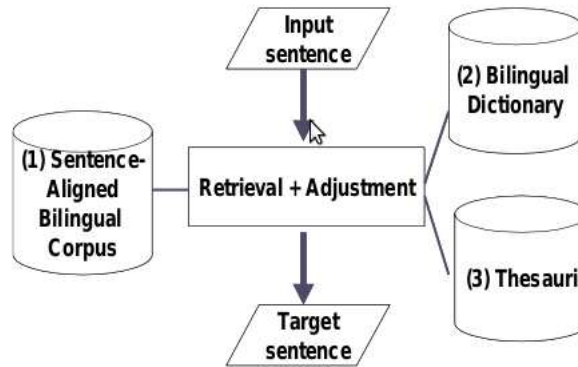 Input
sentence
(2) Bilingual
Dictionary
(1) Sentence-
Aligned
Bilingual
Corpus
Retrieval + Adjustment
(3) Thesauri
Target
sentence